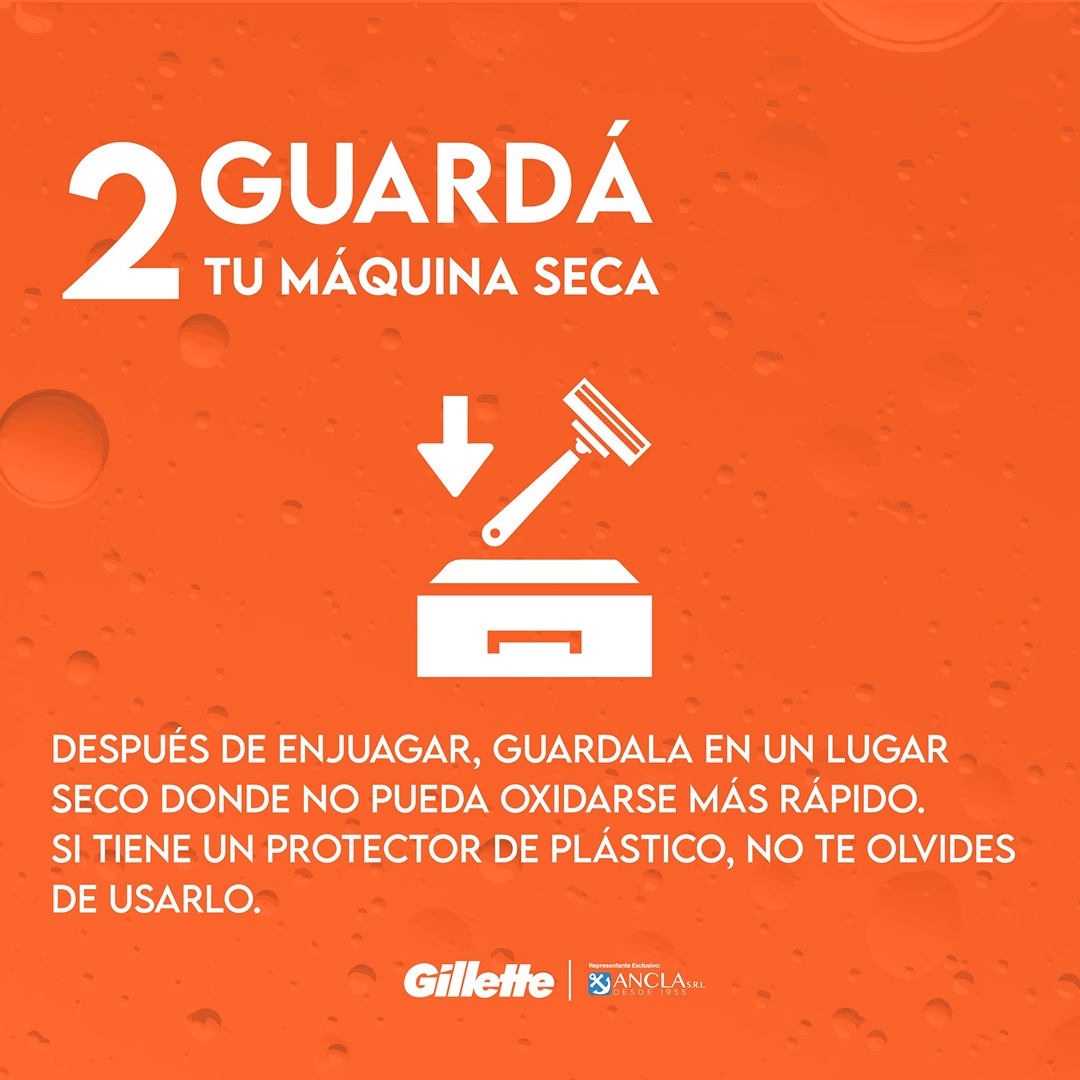 2 GUARDÁ
TU MÁQUINA SECA
DESPUÉS DE ENJUAGAR, GUARDALA EN UN LUGAR
SECO DONDE NO PUEDA OXIDARSE MÁS RÁPIDO.
SI TIENE UN PROTECTOR DE PLÁSTICO, NO TE OLVIDES
DE USARLO.
Gillette
Representante Exclusivo:
ANCLA S.R.L.
DESDE 1955